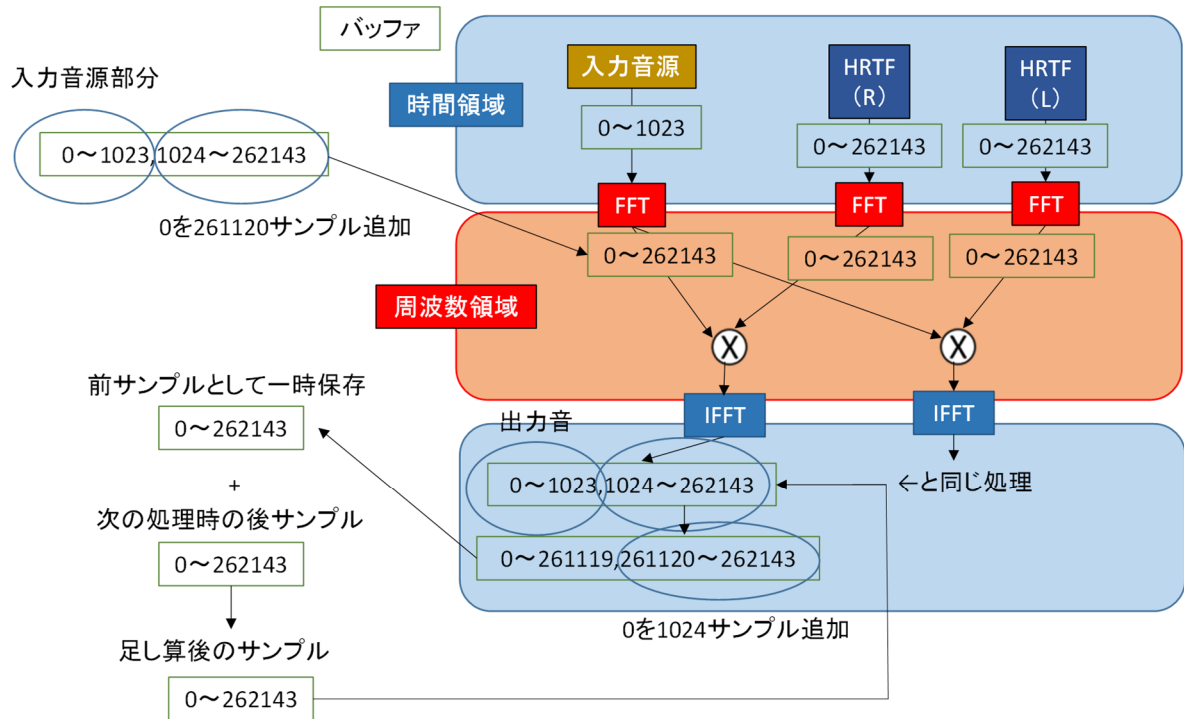 バッファ
入力音源部分
0～1023,1024～262143
0を261120サンプル追加
時間領域
入力音源
0～1023
FFT
HRTF
（R）
0～262143
FFT
HRTF
（L）
0～262143
FFT
周波数領域
0～262143
0～262143
0～262143
X
X
IFFT
IFFT
出力音
0～1023,1024～262143
←と同じ処理
0～261119,261120～262143
0を1024サンプル追加
前サンプルとして一時保存
0～262143
+
次の処理時の後サンプル
0～262143
足し算後のサンプル
0～262143